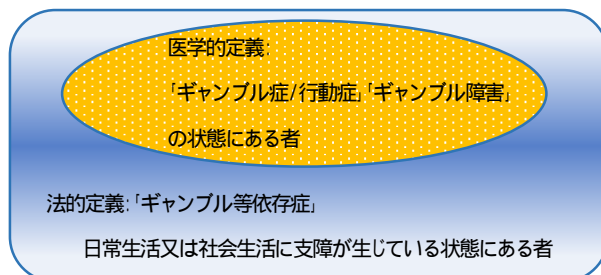 医学的定義:
「ギャンブル症/行動症」「ギャンブル障害」
の状態にある者
法的定義:「ギャンブル等依存症」
日常生活又は社会生活に支障が生じている状態にある者